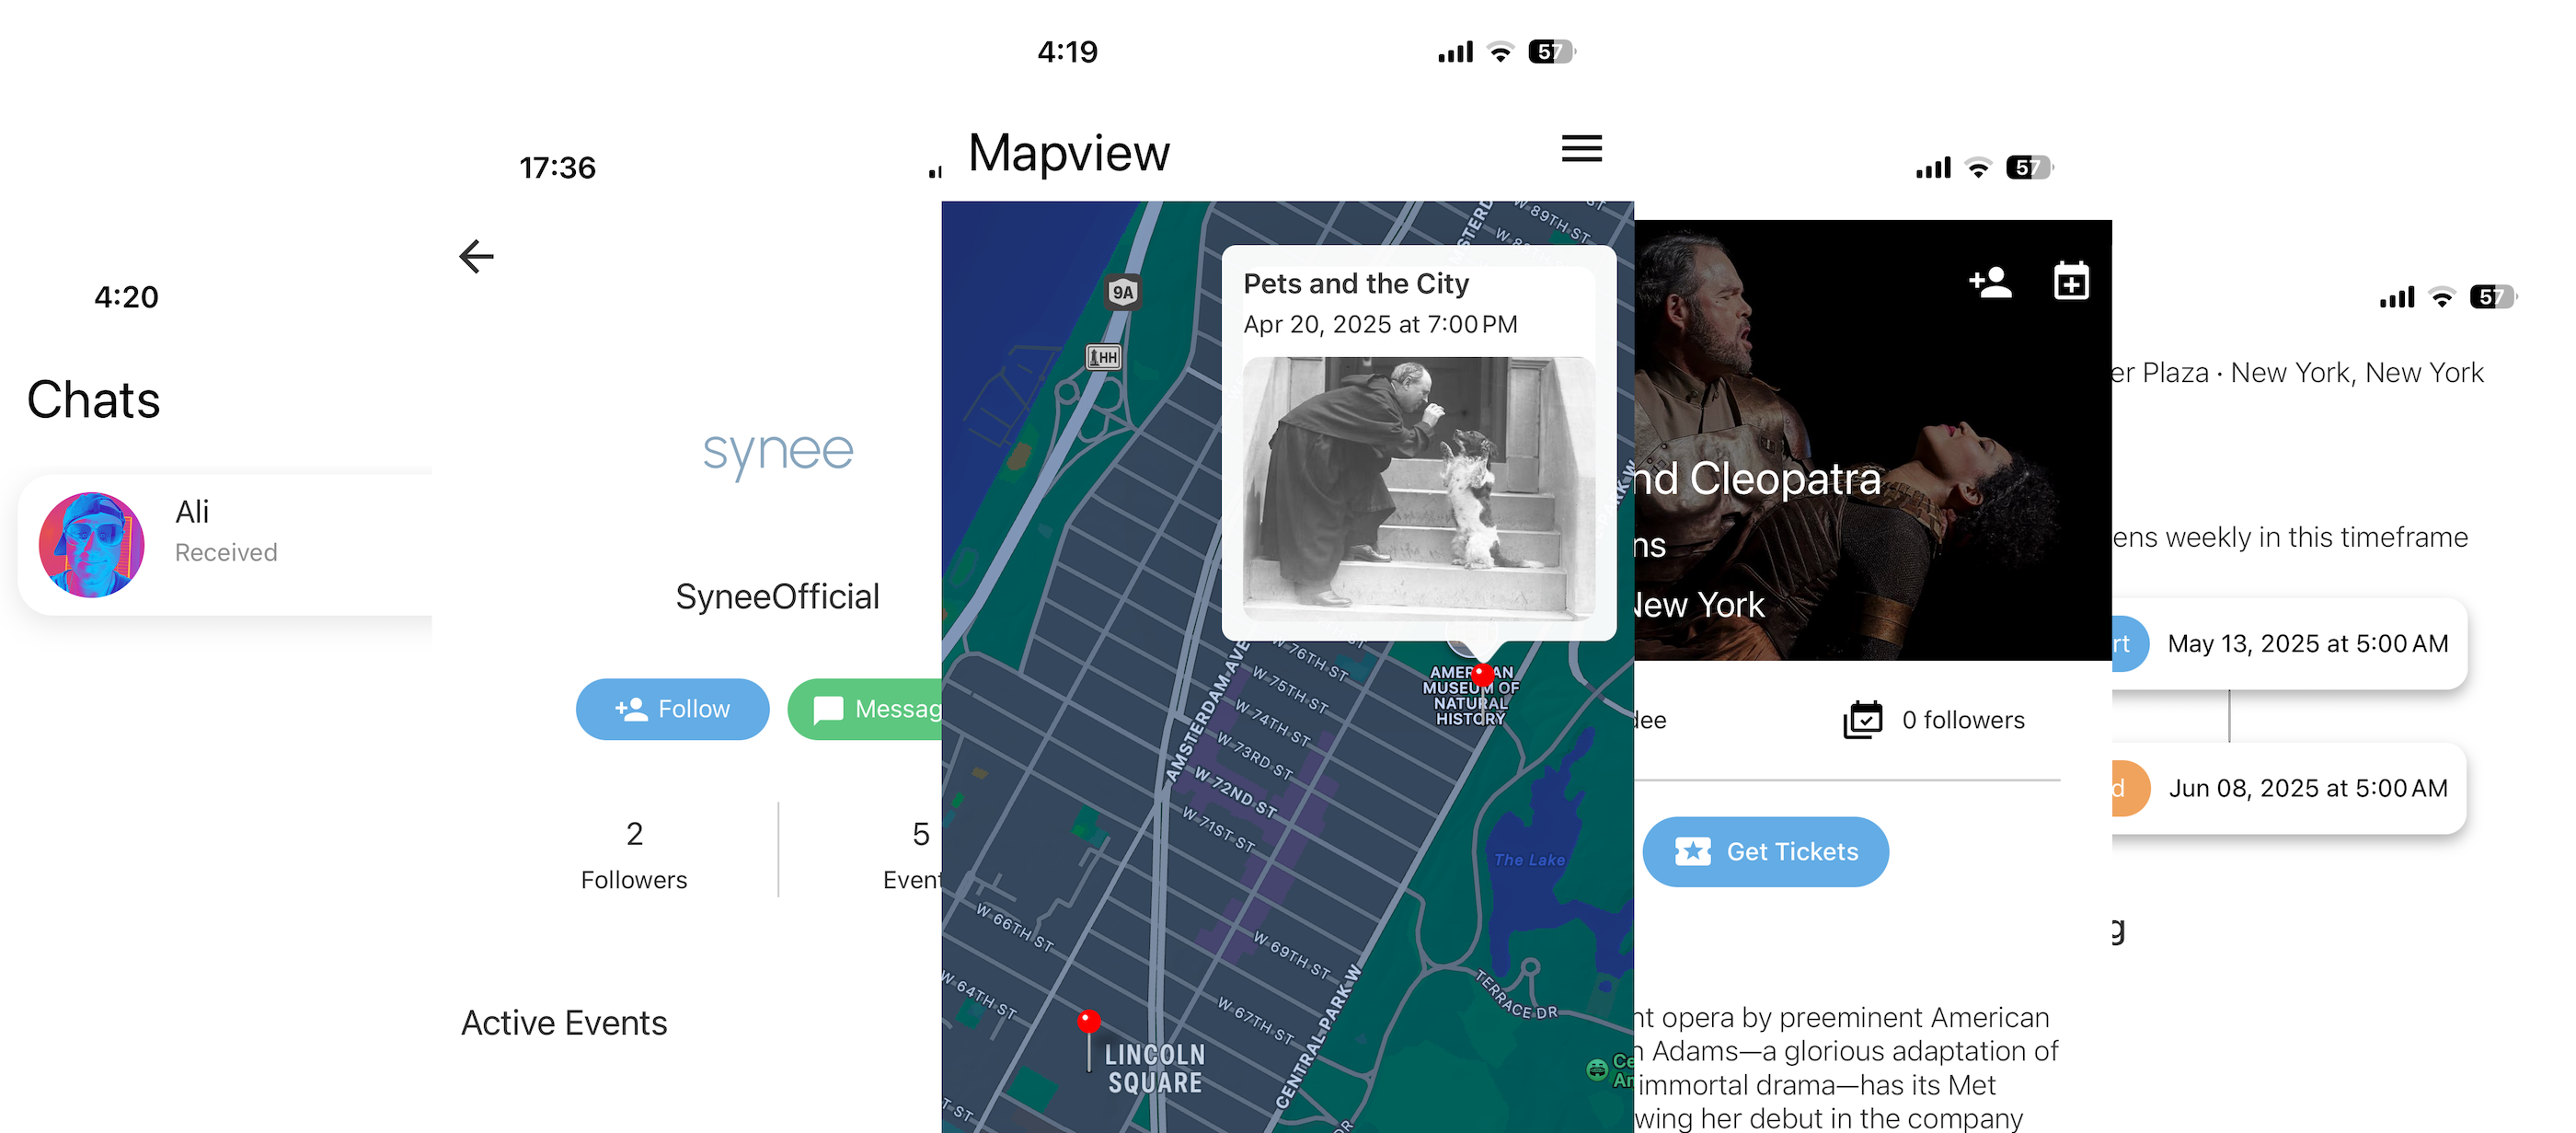 4:20
Chats
Ali
Received
17:36
synee
SyneeOfficial
Follow
Messag
2
Followers
5
Event
Active Events
4:19
57
Mapview
9A
HH
Pets and the City
Apr 20, 2025 at 7:00 PM
W 89TH ST
AMSTERDAM AVE
W 76TH ST
W 75TH ST
W 74TH ST
W 73RD ST
W 72ND ST
W 71ST ST
AMERICAN
MUSEUM OF
NATURAL
HISTORY
The Lake
W 66TH ST
W 69TH ST
W 64TH ST
W 67TH ST
TERRACE DR
CENTRAL PARK W
LINCOLN
SQUARE
57
nd Cleopatra
ns
New York
dee
0 followers
Get Tickets
nt opera by preeminent American
n Adams—a glorious adaptation of
immortal drama—has its Met
wing her debut in the company
57
er Plaza · New York, New York
ens weekly in this timeframe
rt
May 13, 2025 at 5:00 AM
d
Jun 08, 2025 at 5:00 AM
g